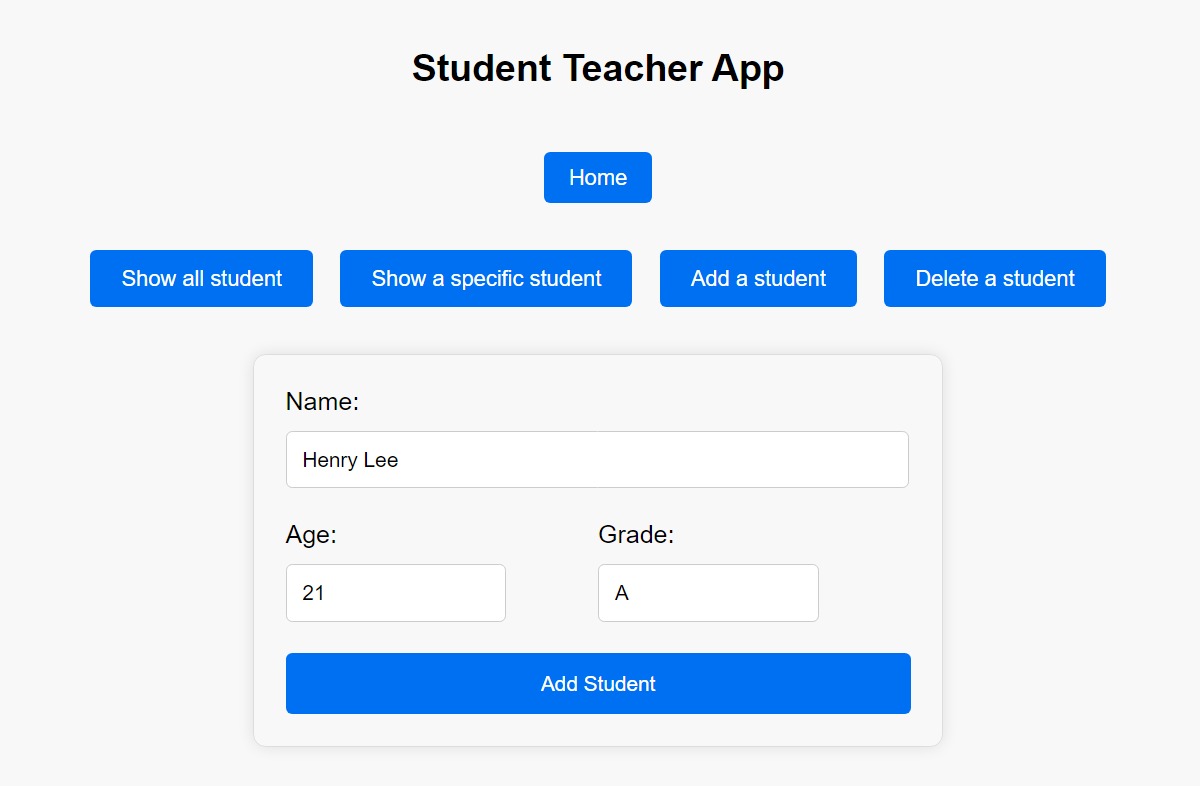 Student Teacher App
Home
Show all student
Show a specific student
Add a student
Delete a student
Name:
Henry Lee
Age:
Grade:
21
A
Add Student